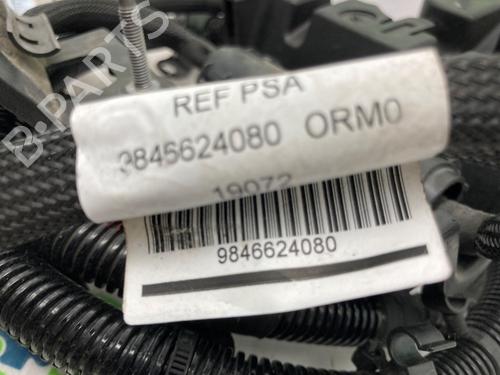 REF PSA
9846624080 ORM0
19072
9846624080
B-PARTS